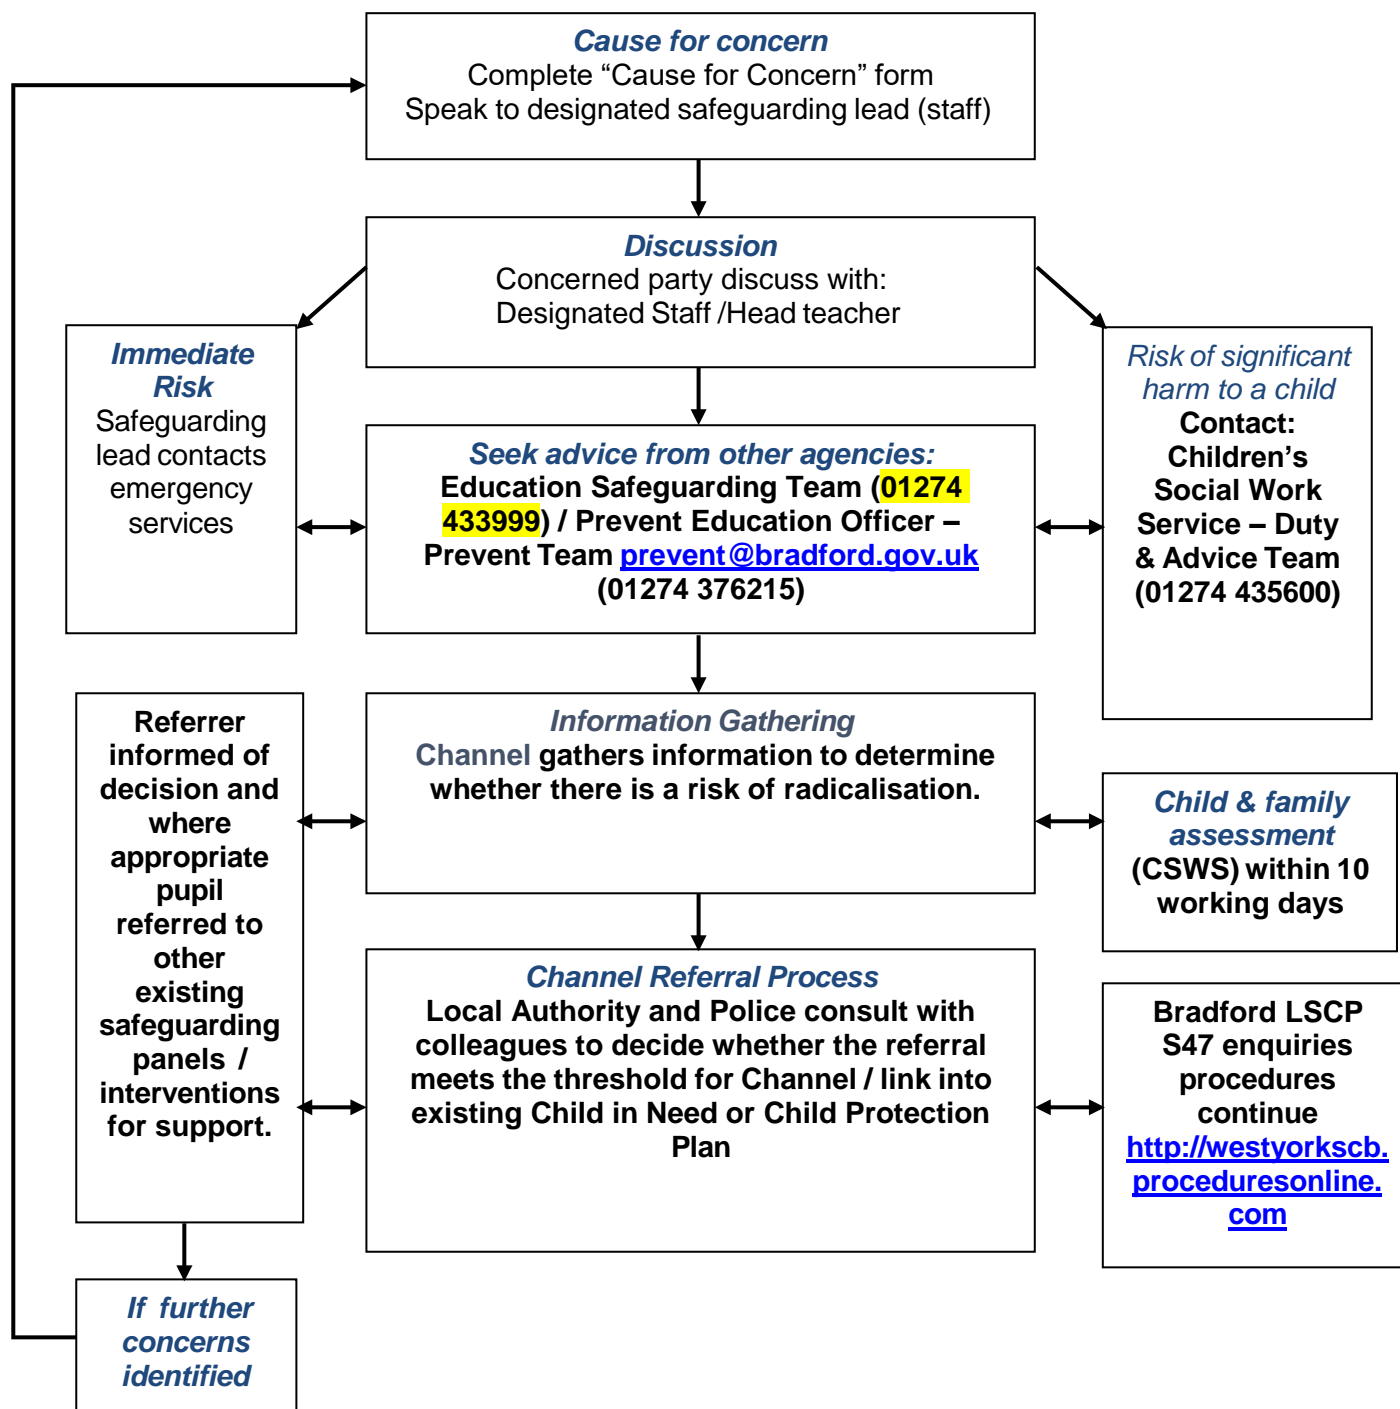 Cause for concern
Complete “Cause for Concern” form
Speak to designated safeguarding lead (staff)
Discussion
Concerned party discuss with:
Designated Staff /Head teacher
Immediate
Risk
Safeguarding
lead contacts
emergency
services
Seek advice from other agencies:
Education Safeguarding Team (01274
433999) / Prevent Education Officer –
Prevent Team prevent@bradford.gov.uk
(01274 376215)
Risk of significant
harm to a child
Contact:
Children’s
Social Work
Service – Duty
& Advice Team
(01274 435600)
Referrer
informed of
decision and
where
appropriate
pupil
referred to
other
existing
safeguarding
panels /
interventions
for support.
Information Gathering
Channel gathers information to determine
whether there is a risk of radicalisation.
Child & family
assessment
(CSWS) within 10
working days
Channel Referral Process
Local Authority and Police consult with
colleagues to decide whether the referral
meets the threshold for Channel / link into
existing Child in Need or Child Protection
Plan
Bradford LSCP
S47 enquiries
procedures
continue
http://westyorkscb.
proceduresonline.
com
If further
concerns
identified